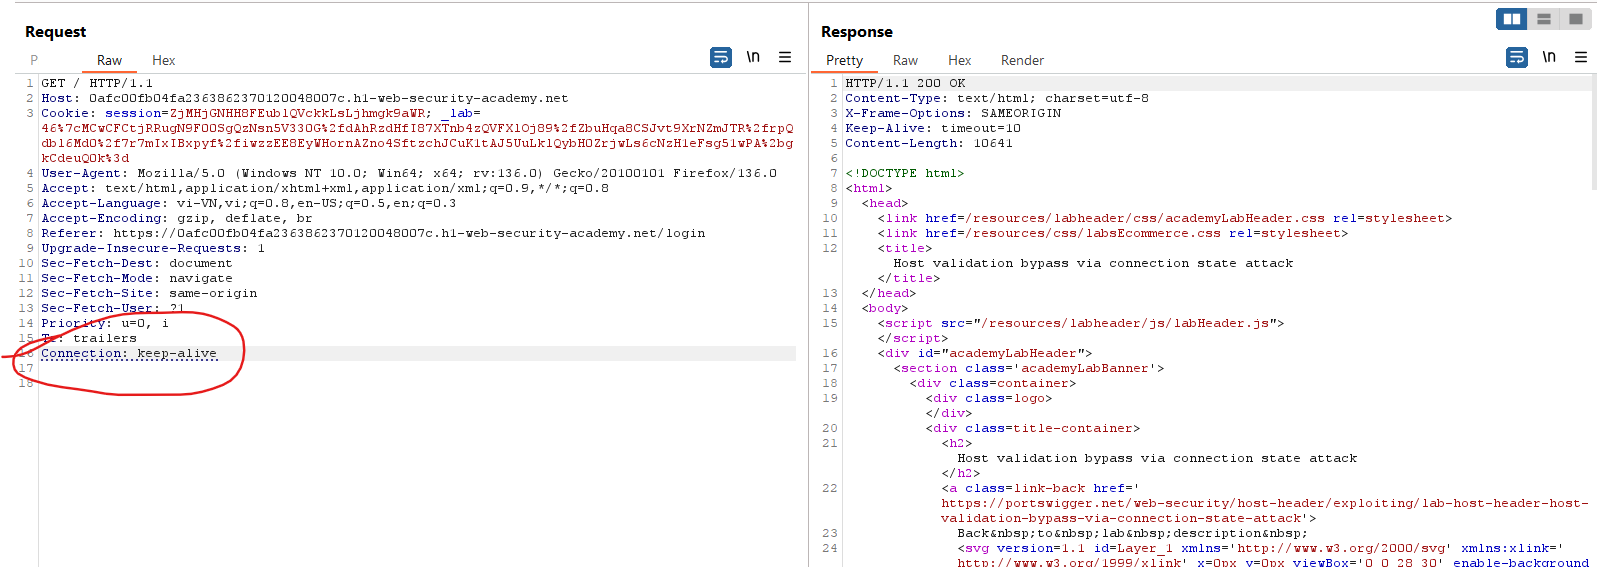 Request
P Raw Hex \n
1 GET / HTTP/1.1
2 Host: 0afc00fb04fa2363862370120048007c.h1-web-security-academy.net
3 Cookie: session=ZjMHjGNHH8FEublQVckkLsLjhmgk9aWR; _lab=
46%7cMCwCFCtjRRugN9F00SgQzNsn5V33OG%2fdAhRzdHfI87XTnb4zQVFXlOj89%2fZbuHqa8CSJvt9XrNZmJTR%2frpQ
dbl6Md0%2f7r7mIxIBxpyf%2fiwzzEE8EyWHornAZno4SftzchJCuKltAJ5UuLklQybH0ZrjwLs6cNzHleFsg51wPA%2bg
kCdeuQ0k%3d
4 User-Agent: Mozilla/5.0 (Windows NT 10.0; Win64; x64; rv:136.0) Gecko/20100101 Firefox/136.0
5 Accept: text/html,application/xhtml+xml,application/xml;q=0.9,*/*;q=0.8
6 Accept-Language: vi-VN,vi;q=0.8,en-US;q=0.5,en;q=0.3
7 Accept-Encoding: gzip, deflate, br
8 Referer: https://0afc00fb04fa2363862370120048007c.h1-web-security-academy.net/login
9 Upgrade-Insecure-Requests: 1
10 Sec-Fetch-Dest: document
11 Sec-Fetch-Mode: navigate
12 Sec-Fetch-Site: same-origin
13 Sec-Fetch-User: ?1
14 Priority: u=0, i
15 Te: trailers
16 Connection: keep-alive
17
18
Response
Pretty Raw Hex Render \n
1 HTTP/1.1 200 OK
2 Content-Type: text/html; charset=utf-8
3 X-Frame-Options: SAMEORIGIN
4 Keep-Alive: timeout=10
5 Content-Length: 10641
6
7 <!DOCTYPE html>
8 <html>
9 <head>
10 <link href=/resources/labheader/css/academyLabHeader.css rel=stylesheet>
11 <link href=/resources/css/labsEcommerce.css rel=stylesheet>
12 <title>
Host validation bypass via connection state attack
</title>
13 </head>
14 <body>
15 <script src="/resources/labheader/js/labHeader.js">
</script>
16 <div id="academyLabHeader">
17 <section class='academyLabBanner'>
18 <div class=container>
19 <div class=logo>
</div>
20 <div class=title-container>
21 <h2>
Host validation bypass via connection state attack
</h2>
22 <a class=link-back href='
https://portswigger.net/web-security/host-header/exploiting/lab-host-header-host-
validation-bypass-via-connection-state-attack'>
23 Back&nbsp;to&nbsp;lab&nbsp;description&nbsp;
24 <svg version=1.1 id=Layer_1 xmlns='http://www.w3.org/2000/svg' xmlns:xlink='
http://www.w3.org/1999/xlink' x=0px y=0px viewBox='0 0 28 30' enable-background